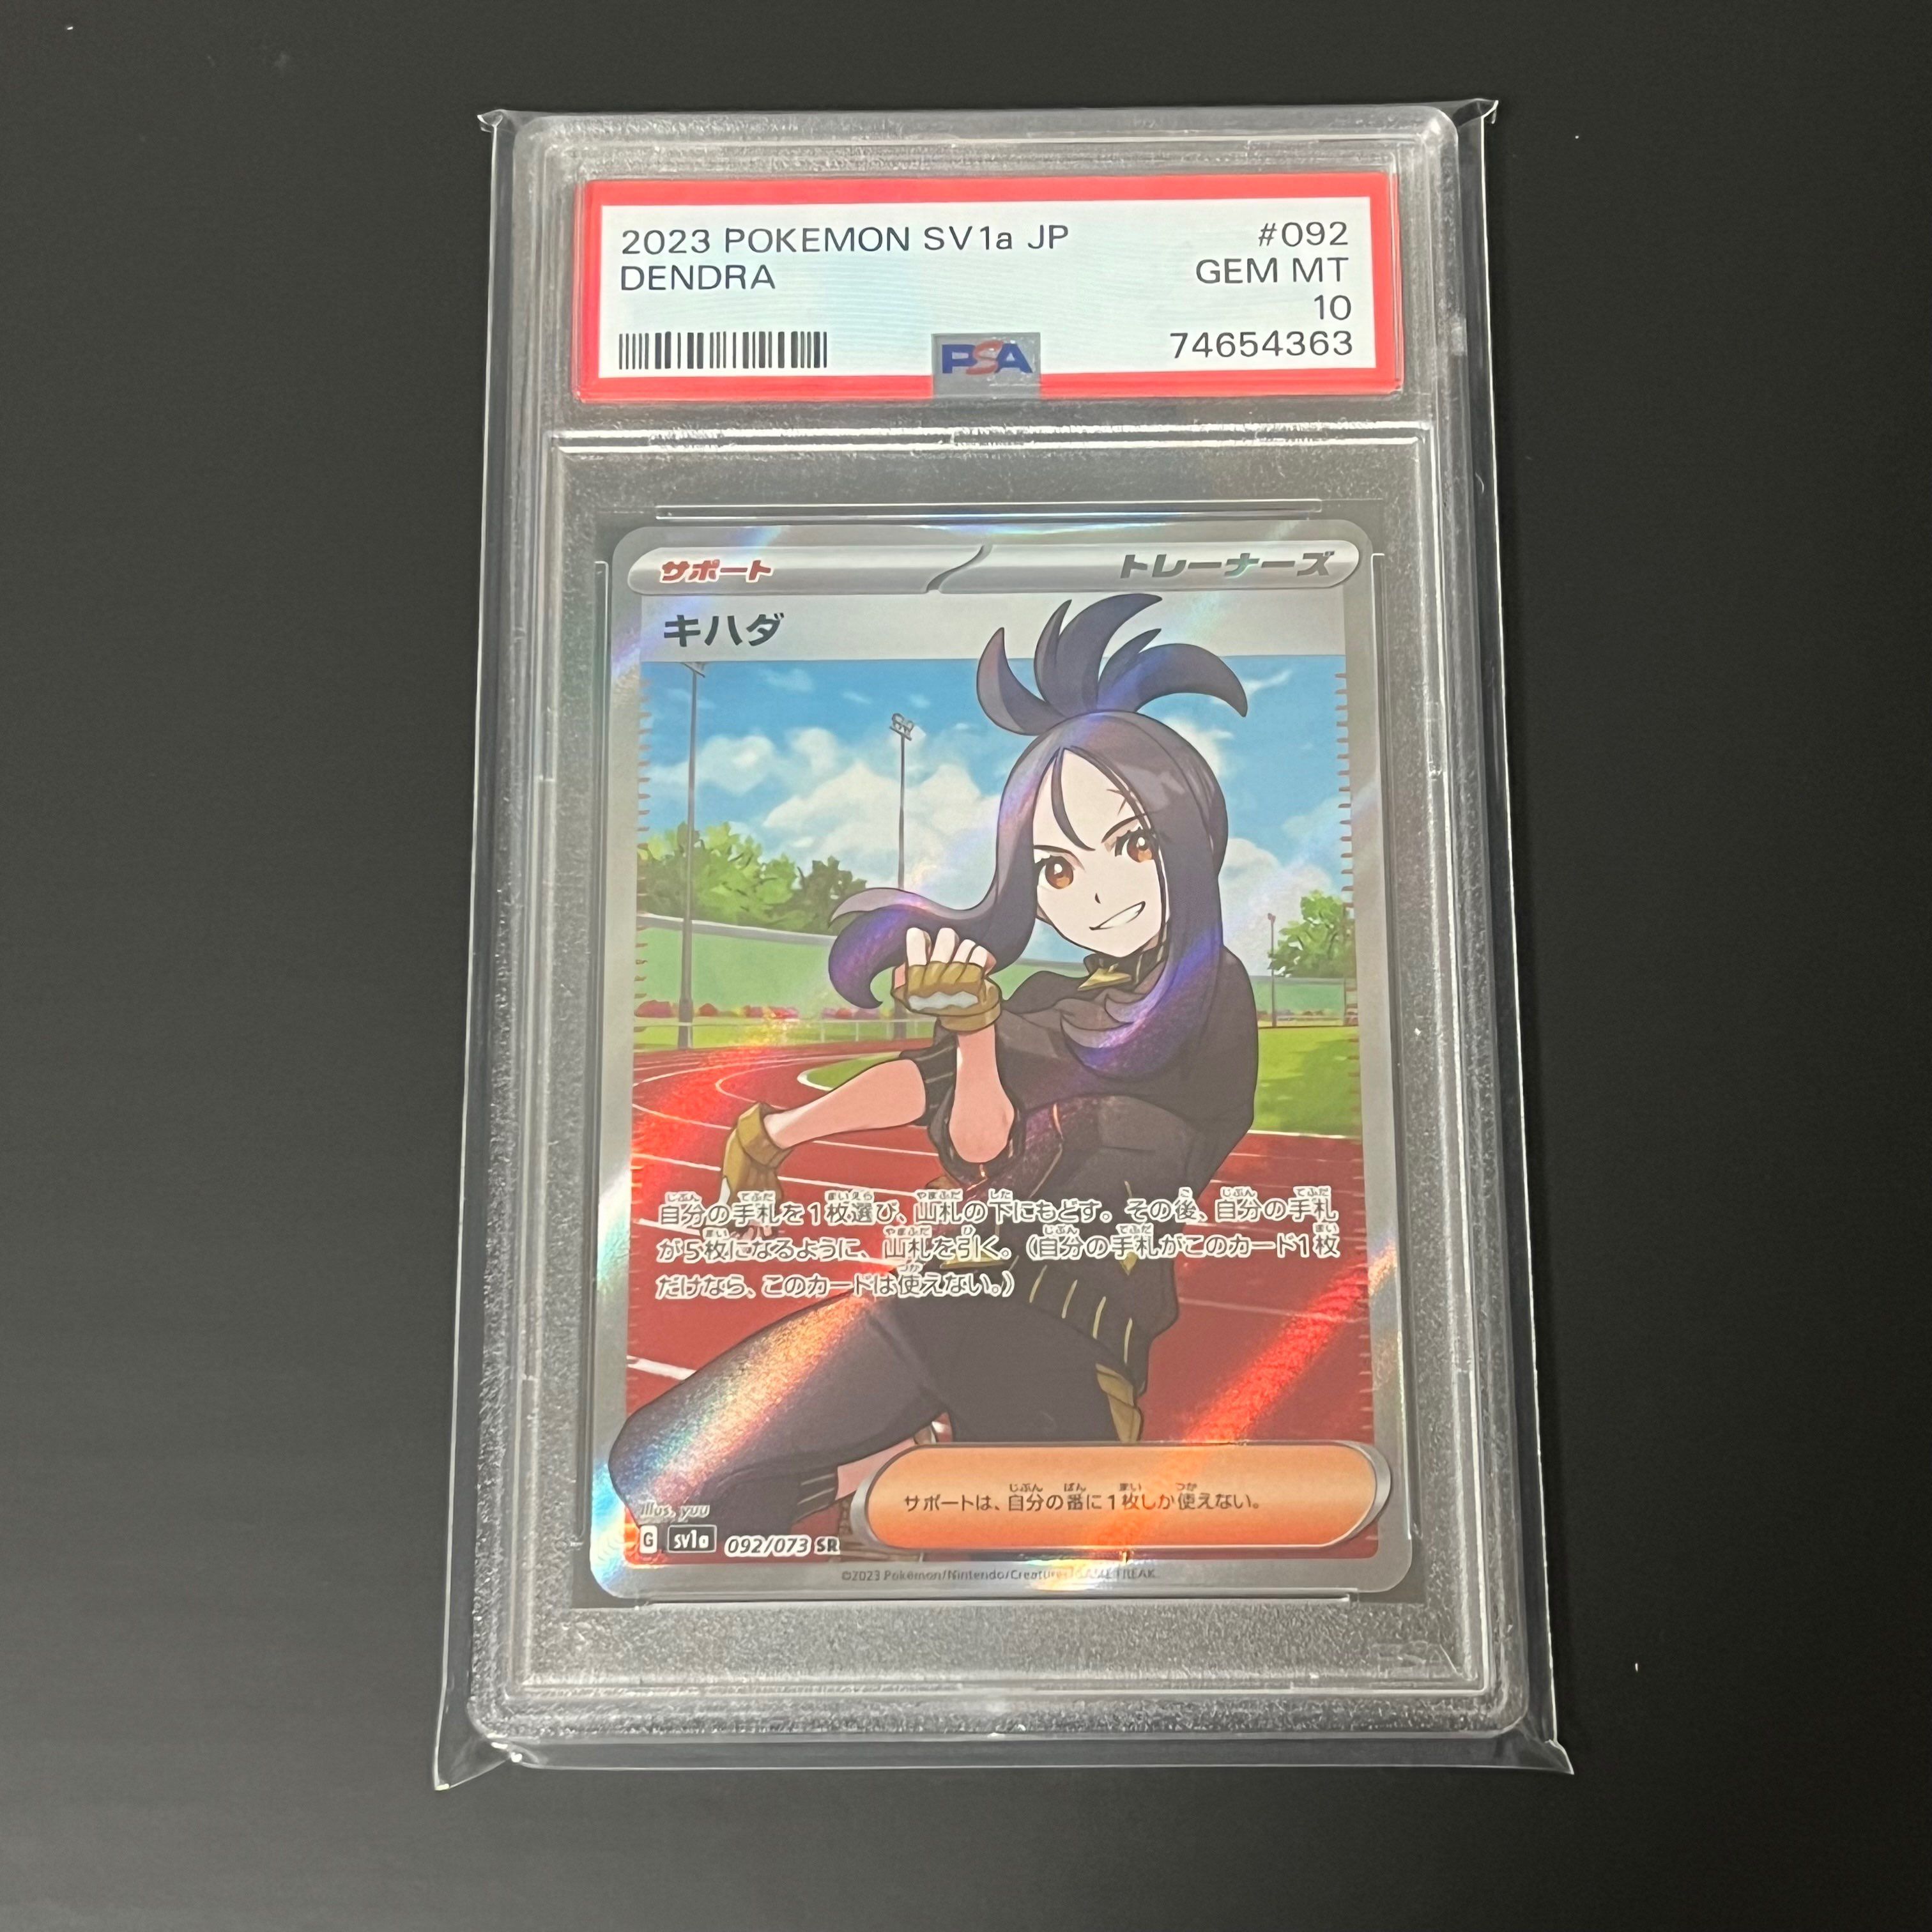 2023 POKEMON SV1a JP #092
DENDRA GEM MT
10
PSA 74654363
サポート トレーナーズ
キハダ
自分の手札を1枚選び、山札の下にもどす。その後、自分の手札
が5枚になるように、山札を引く。(自分の手札がこのカード1枚
だけなら、このカードは使えない。)
サポートは、自分の番に1枚しか使えない。
illus. yuu
G sv1a 092/073 SR
©2023 Pokémon/Nintendo/Creatures/GAME FREAK